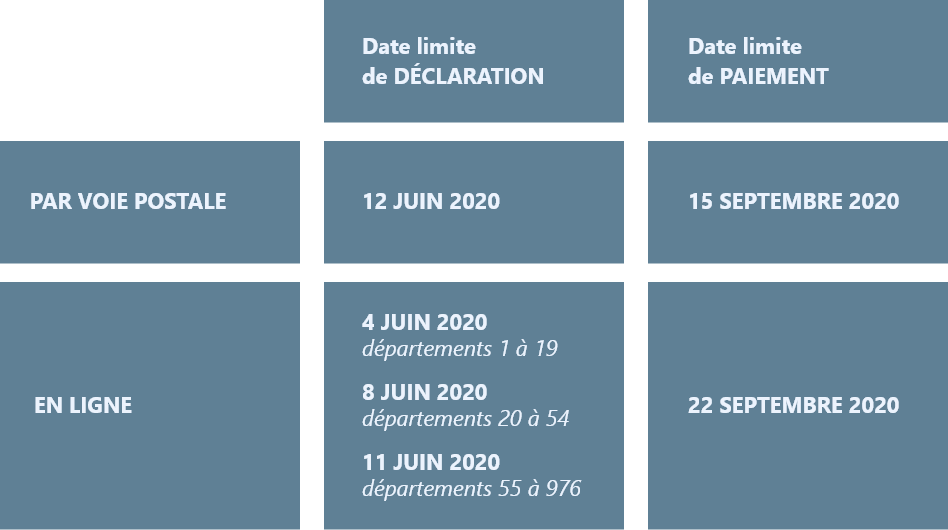 Date limite
de DÉCLARATION
Date limite
de PAIEMENT
PAR VOIE POSTALE
12 JUIN 2020
15 SEPTEMBRE 2020
EN LIGNE
4 JUIN 2020
départements 1 à 19
8 JUIN 2020
départements 20 à 54
11 JUIN 2020
départements 55 à 976
22 SEPTEMBRE 2020